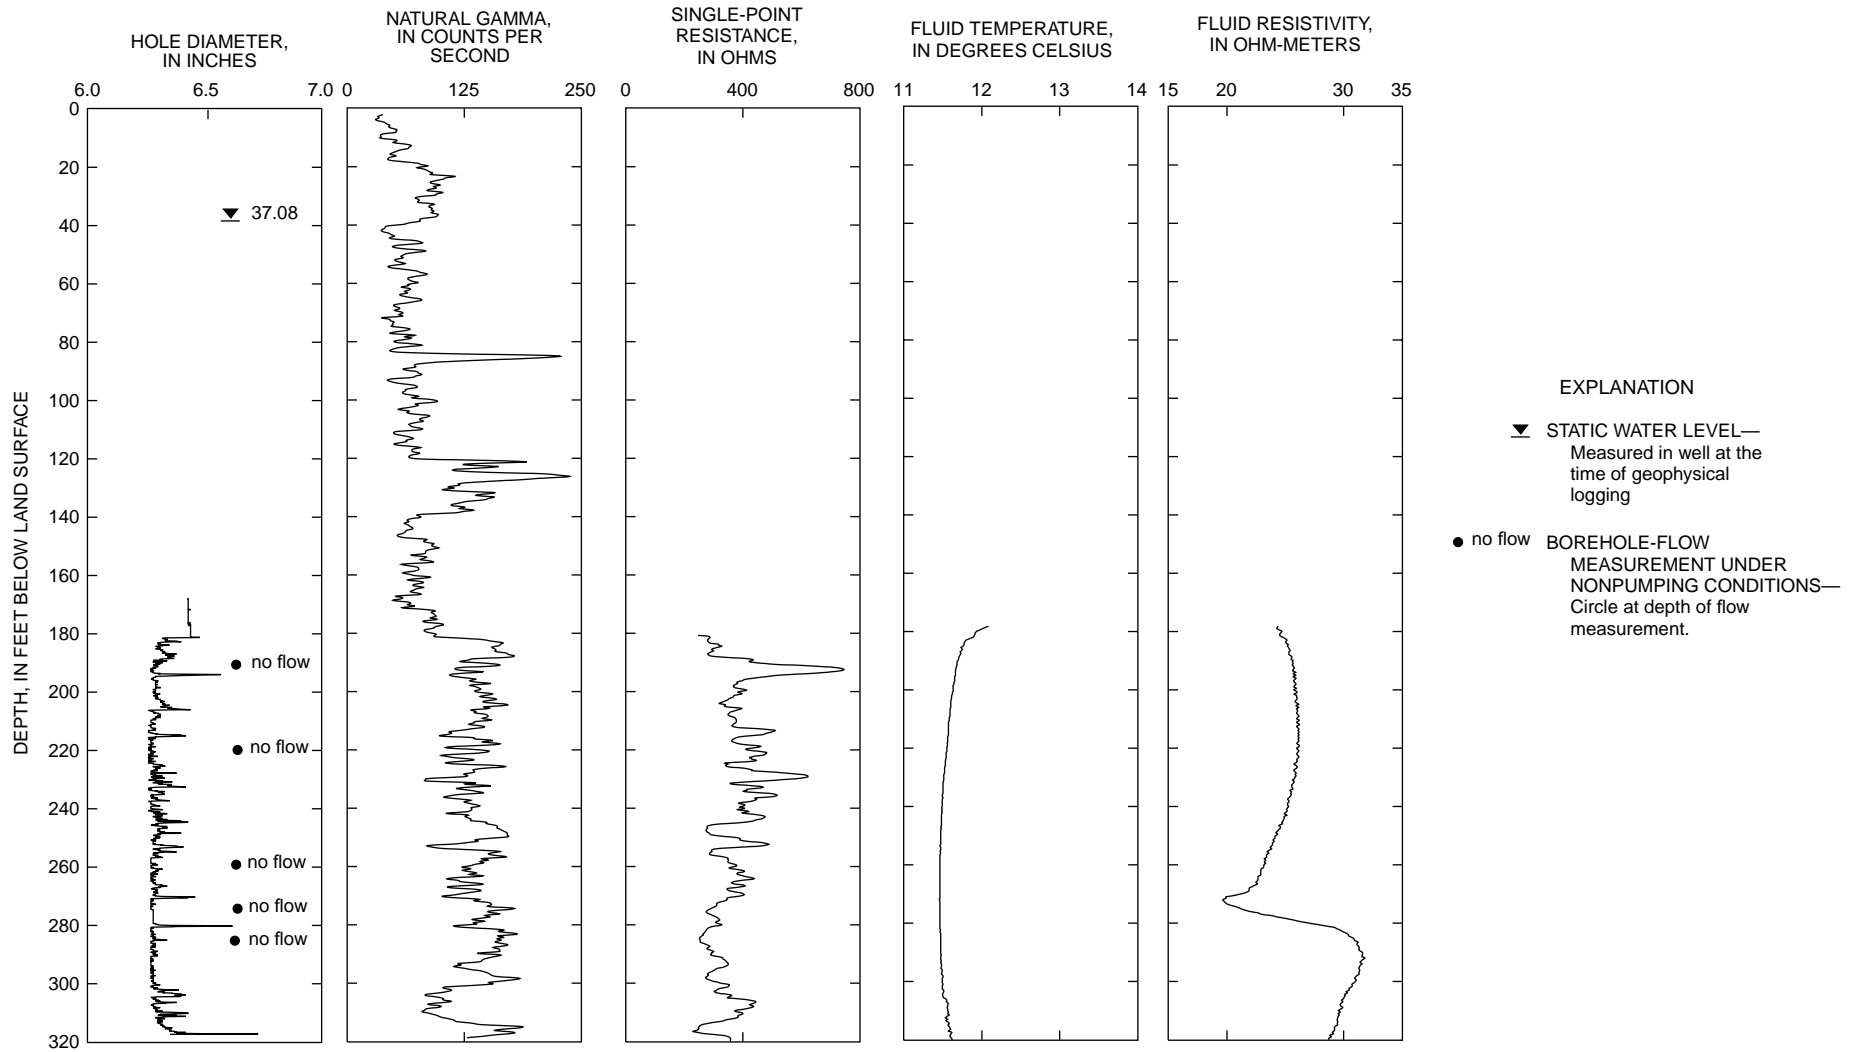 HOLE DIAMETER,
IN INCHES
NATURAL GAMMA,
IN COUNTS PER
SECOND
SINGLE-POINT
RESISTANCE,
IN OHMS
FLUID TEMPERATURE,
IN DEGREES CELSIUS
FLUID RESISTIVITY,
IN OHM-METERS
6.0 6.5 7.0 0 125 250 0 400 800 11 12 13 14 15 20 30 35
DEPTH, IN FEET BELOW LAND SURFACE
0
20
40
60
80
100
120
140
160
180
200
220
240
260
280
300
320
37.08
no flow
no flow
no flow
no flow
no flow
EXPLANATION
STATIC WATER LEVEL—
Measured in well at the
time of geophysical
logging
no flow BOREHOLE-FLOW
MEASUREMENT UNDER
NONPUMPING CONDITIONS—
Circle at depth of flow
measurement.